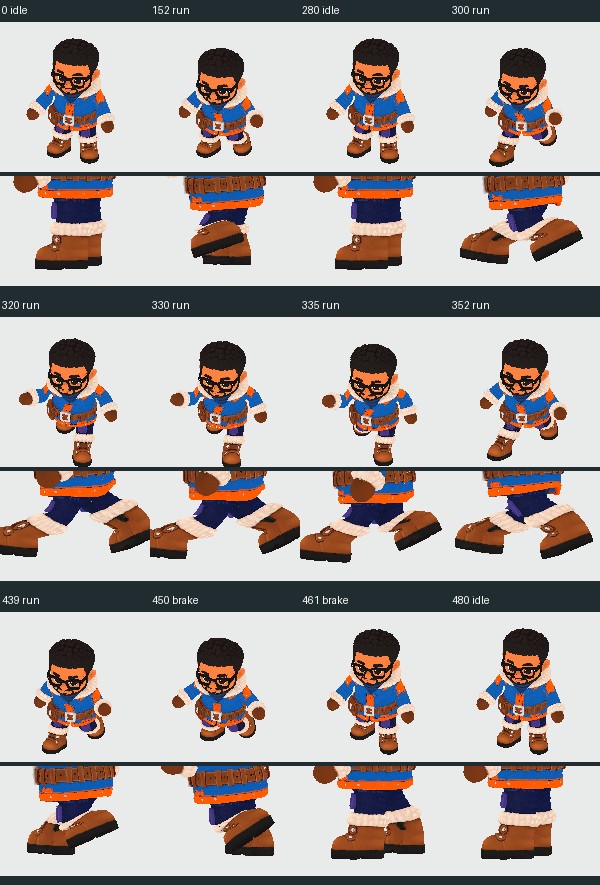 0 idle
152 run
280 idle
300 run
320 run
330 run
335 run
352 run
439 run
450 brake
461 brake
480 idle